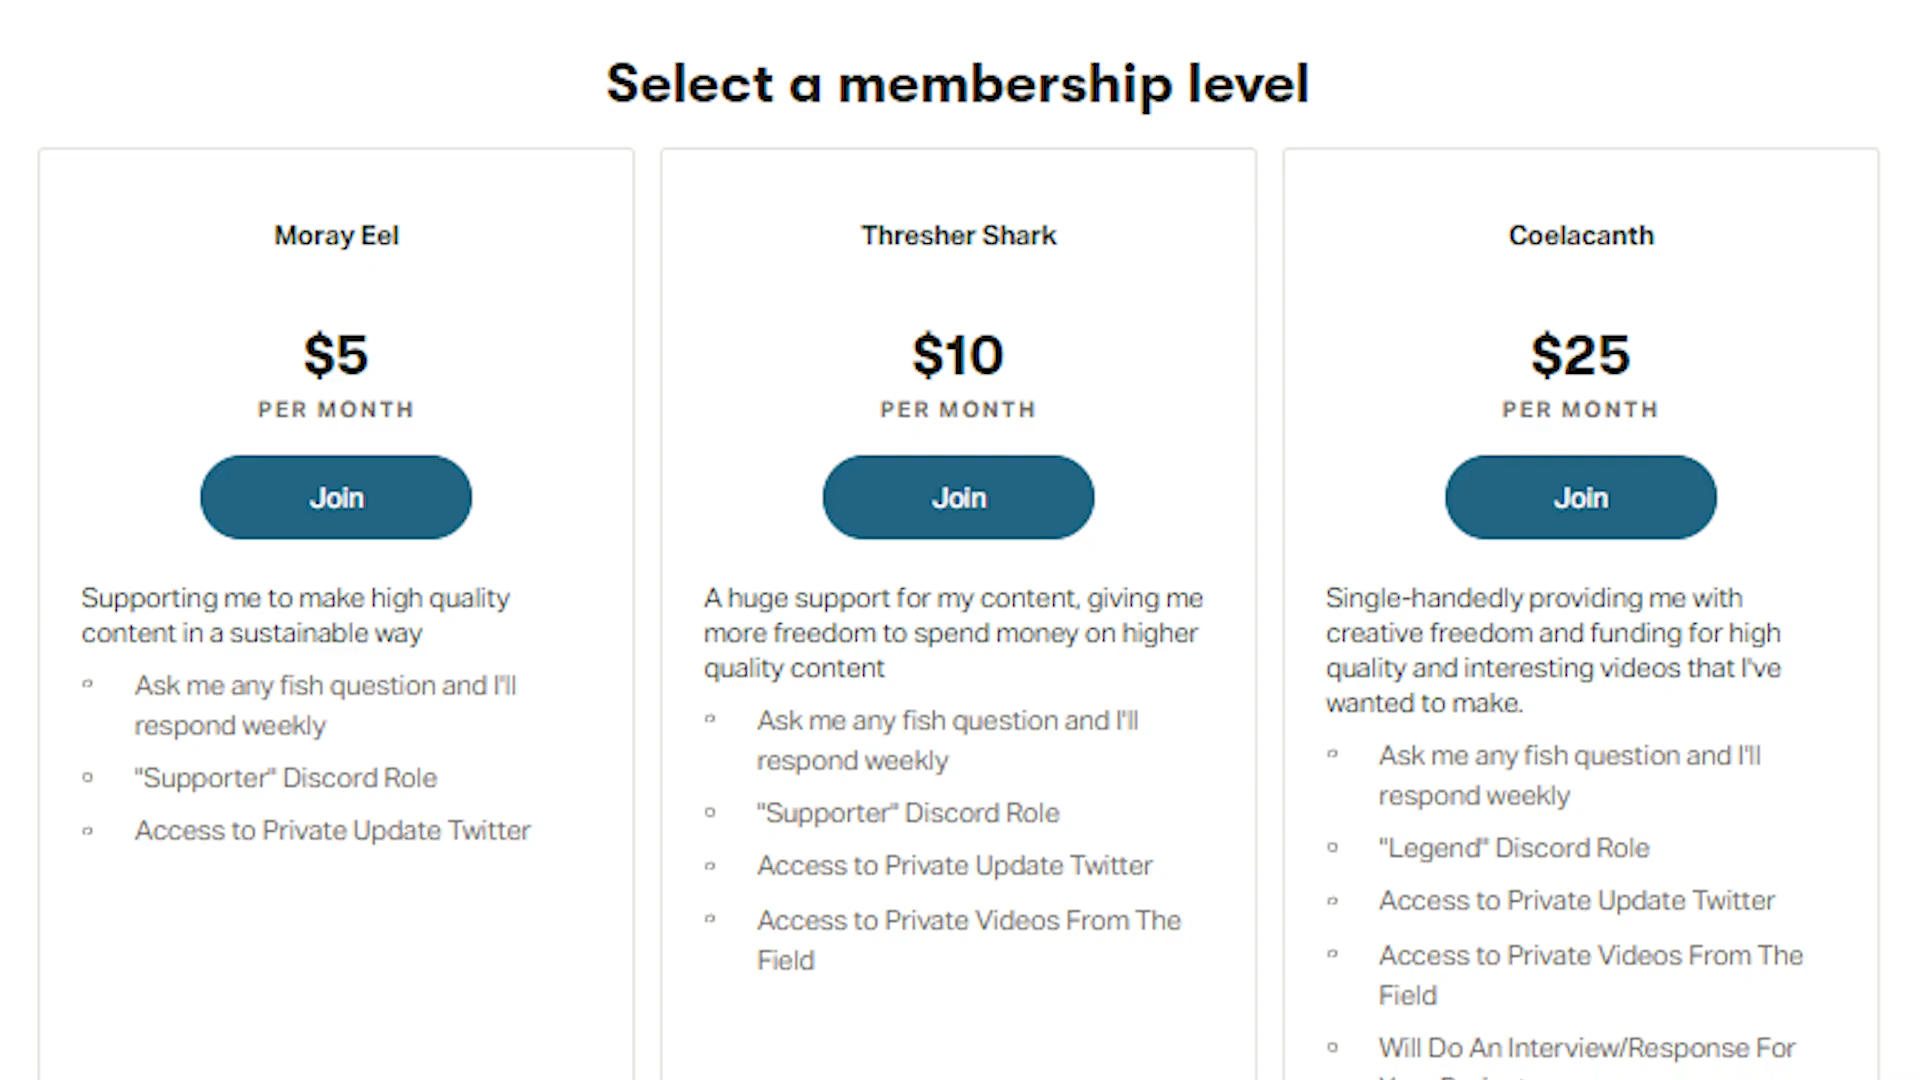 Select a membership level
Moray Eel
$5
PER MONTH
Join
Supporting me to make high quality
content in a sustainable way
Ask me any fish question and I'll
respond weekly
"Supporter" Discord Role
Access to Private Update Twitter
Thresher Shark
$10
PER MONTH
Join
A huge support for my content, giving me
more freedom to spend money on higher
quality content
Ask me any fish question and I'll
respond weekly
"Supporter" Discord Role
Access to Private Update Twitter
Access to Private Videos From The
Field
Coelacanth
$25
PER MONTH
Join
Single-handedly providing me with
creative freedom and funding for high
quality and interesting videos that I've
wanted to make.
Ask me any fish question and I'll
respond weekly
"Legend" Discord Role
Access to Private Update Twitter
Access to Private Videos From The
Field
Will Do An Interview/Response For